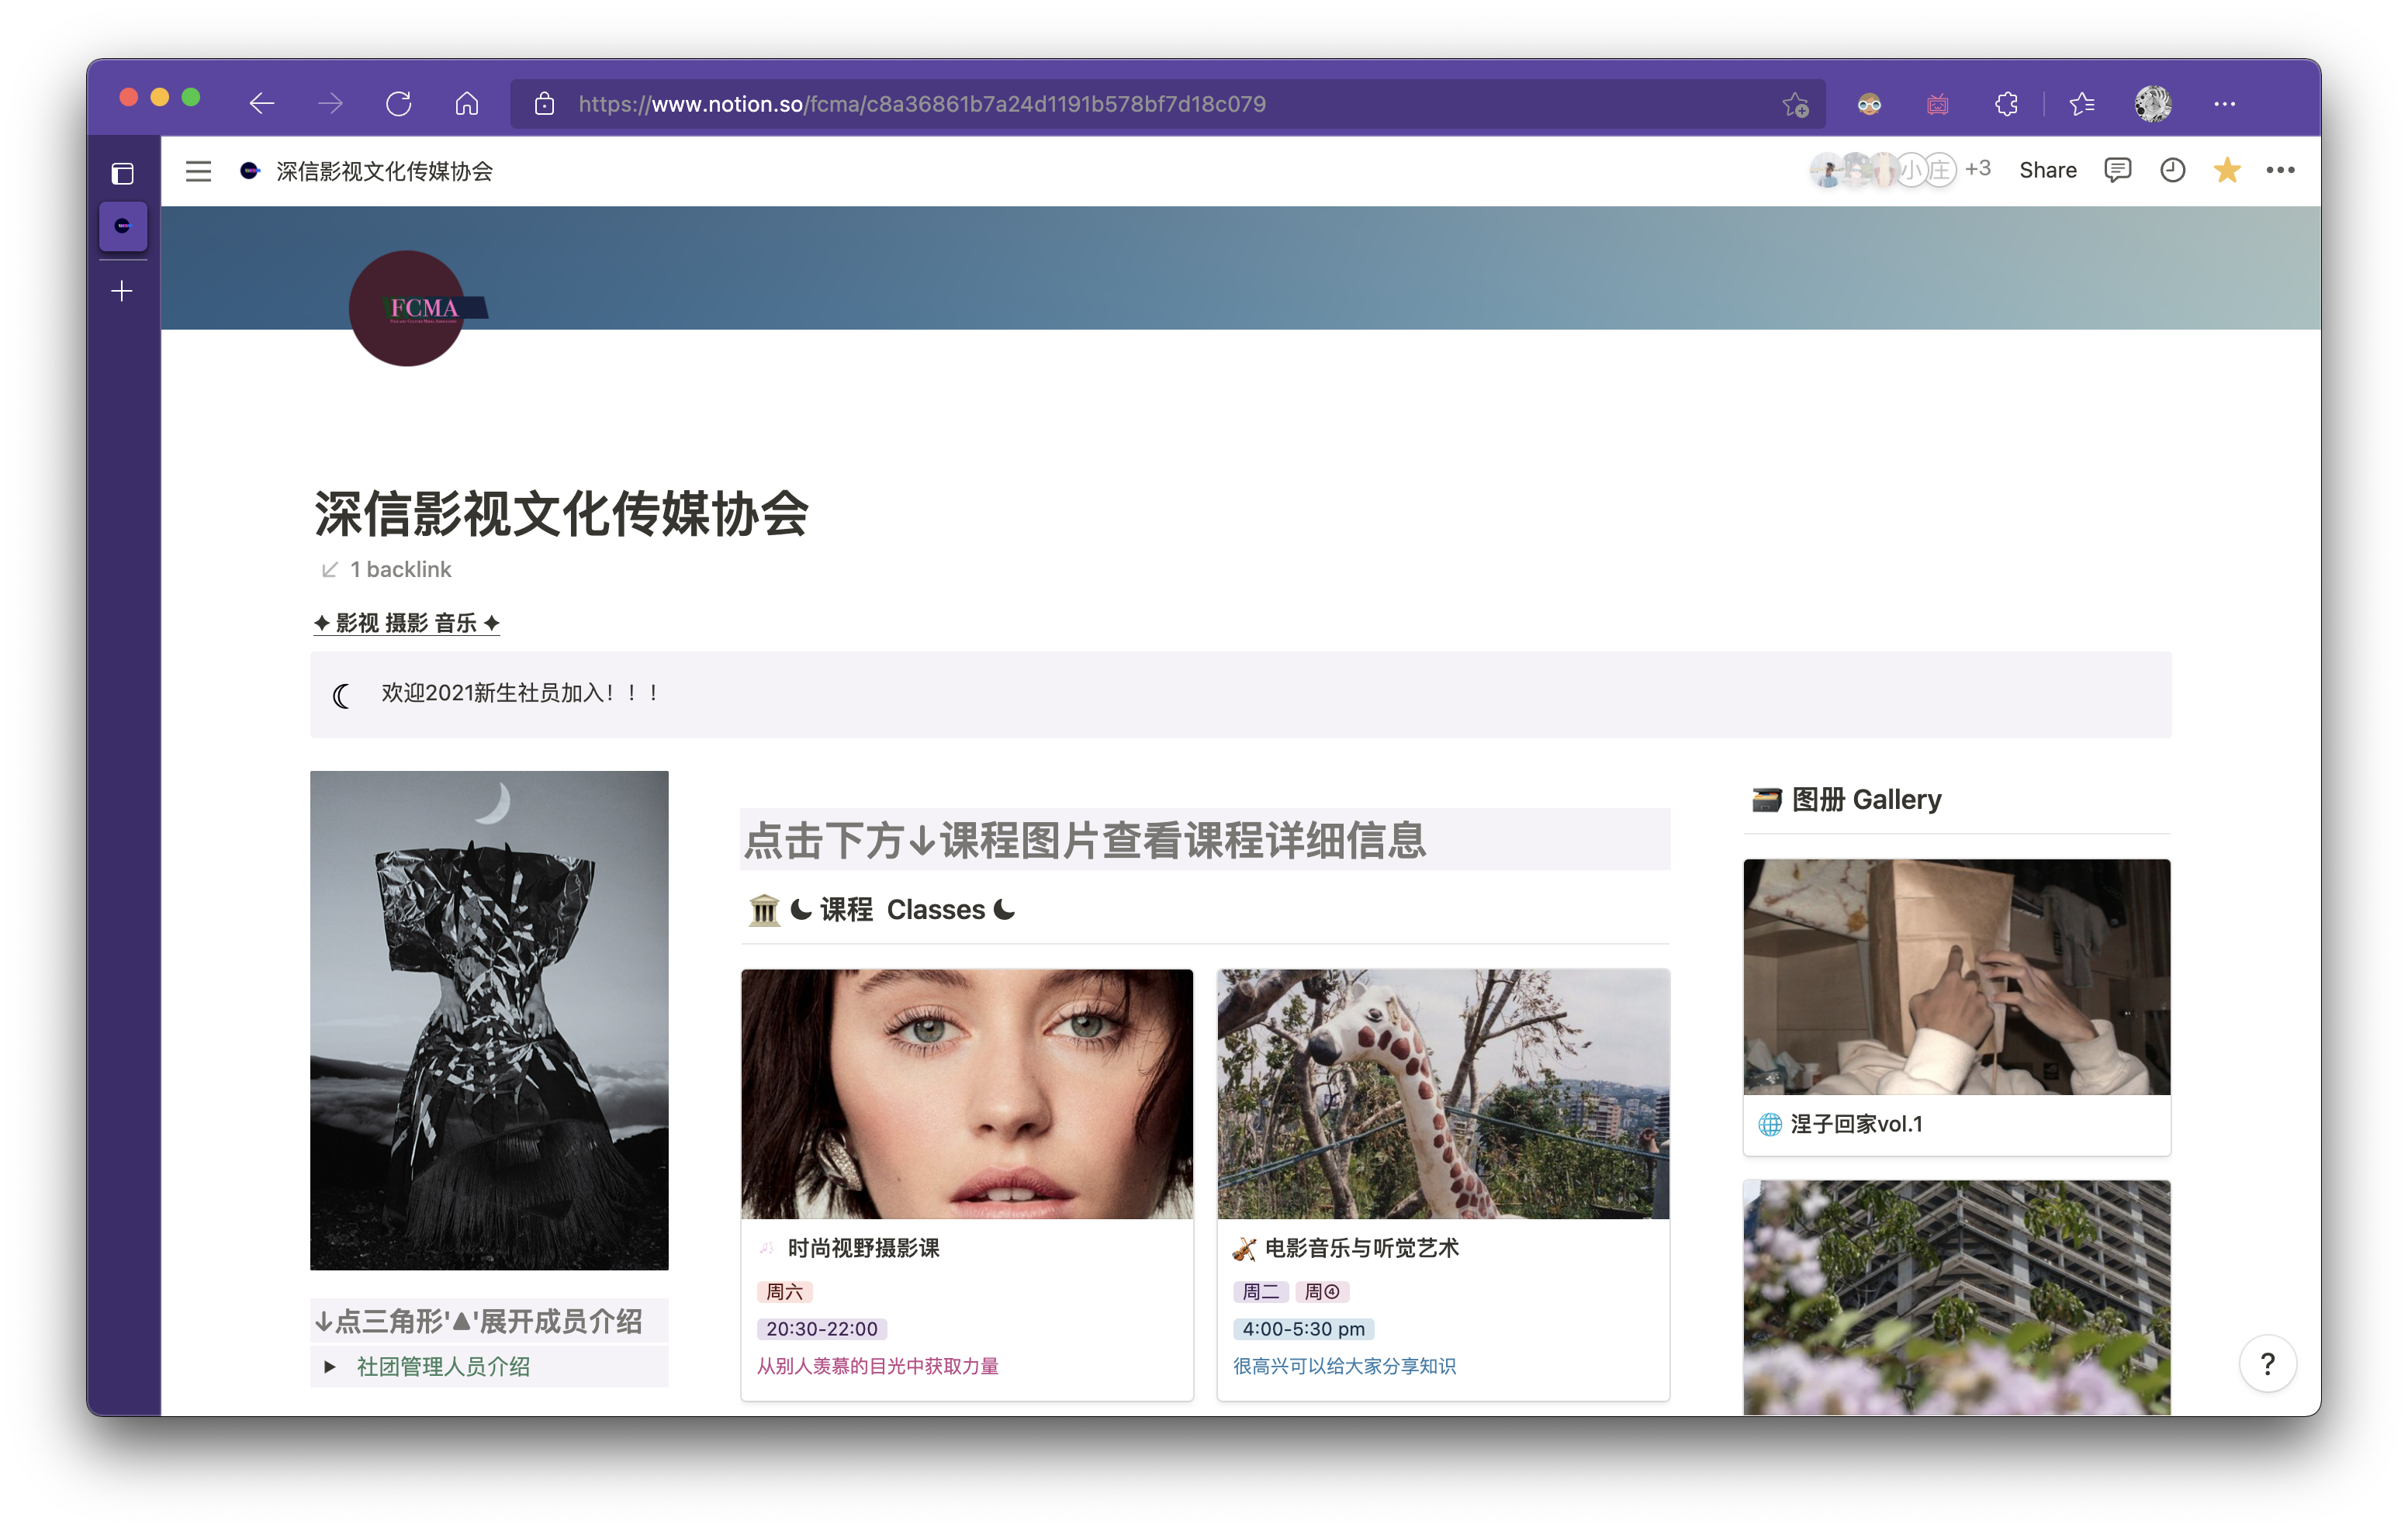 https://www.notion.so/fcma/c8a36861b7a24d1191b578bf7d18c079
深信影视文化传媒协会
小 庄 +3 Share
FCMA
深信影视文化传媒协会
1 backlink
✦ 影视 摄影 音乐 ✦
欢迎2021新生社员加入！！！
↓点三角形'▲'展开成员介绍
社团管理人员介绍
点击下方↓课程图片查看课程详细信息
课程 Classes
时尚视野摄影课
周六
20:30-22:00
从别人羡慕的目光中获取力量
电影音乐与听觉艺术
周二 周④
4:00-5:30 pm
很高兴可以给大家分享知识
图册 Gallery
涅子回家vol.1
?